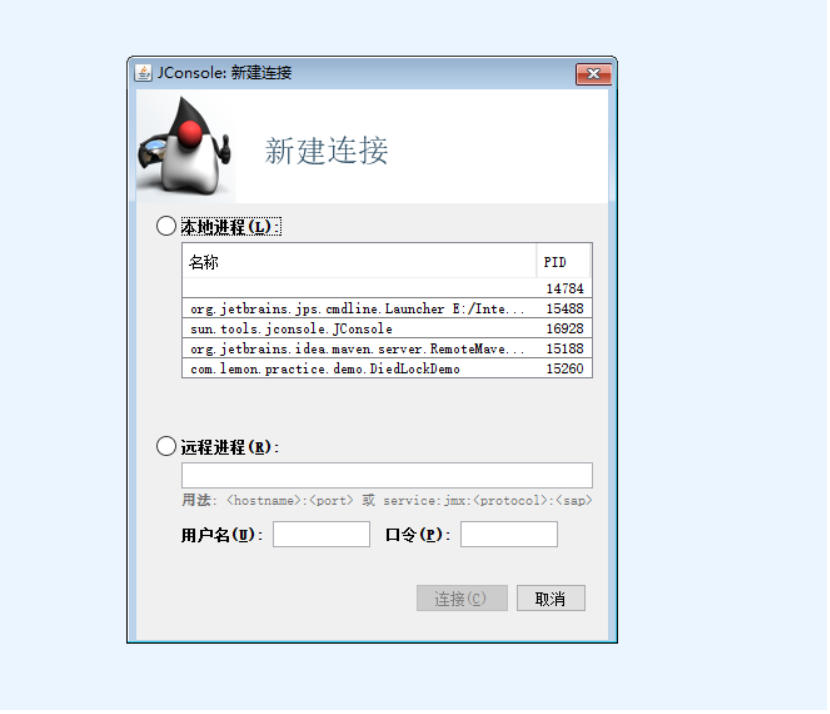 JConsole: 新建连接
新建连接
本地进程(L):
名称 PID
14784
org.jetbrains.jps.cmdline.Launcher E:/Inte... 15488
sun.tools.jconsole.JConsole 16928
org.jetbrains.idea.maven.server.RemoteMave... 15188
com.lemon.practice.demo.DiedLockDemo 15260
远程进程(R):
用法: <hostname>:<port> 或 service:jmx:<protocol>:<sap>
用户名(U): 口令(P):
连接(C) 取消